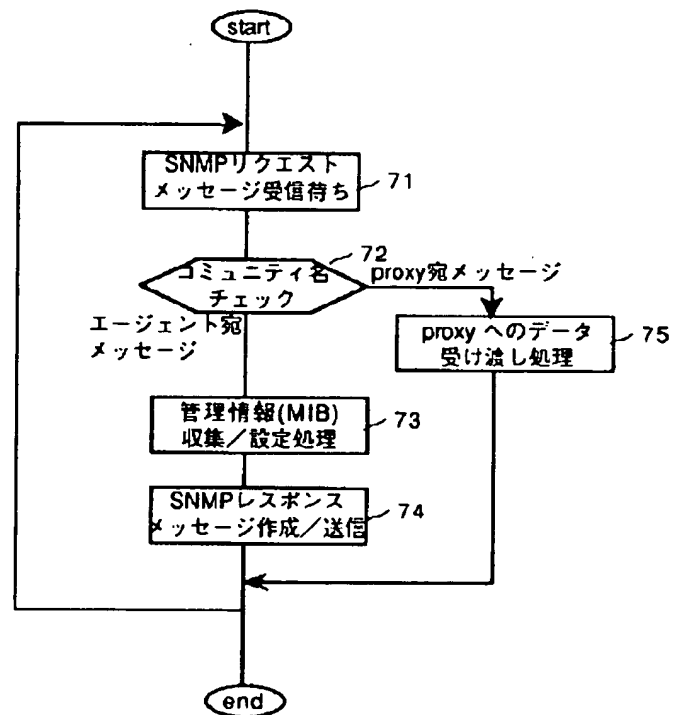 start
SNMPリクエスト
メッセージ受信待ち
71
72
コミュニティ名
チェック
proxy宛メッセージ
エージェント宛
メッセージ
proxy へのデータ
受け渡し処理
75
管理情報(MIB)
収集／設定処理
73
SNMPレスポンス
メッセージ作成／送信
74
end